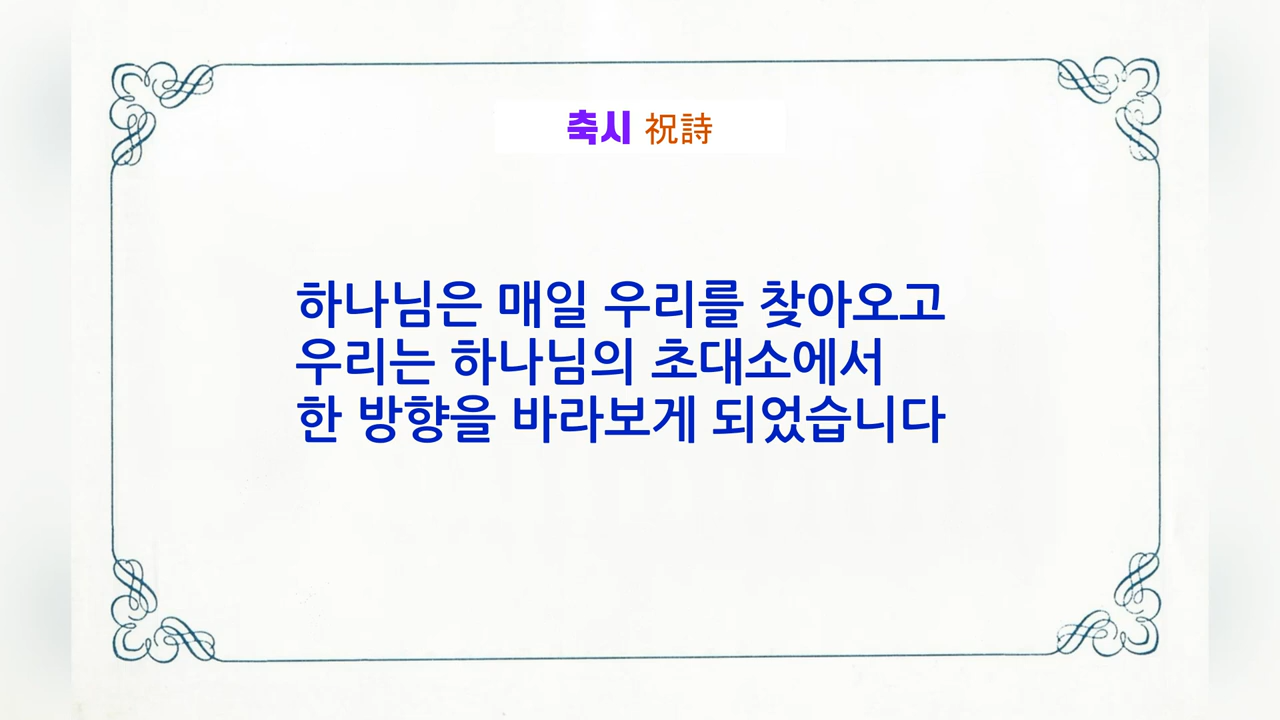 축시 祝詩
하나님은 매일 우리를 찾아오고
우리는 하나님의 초대소에서
한 방향을 바라보게 되었습니다